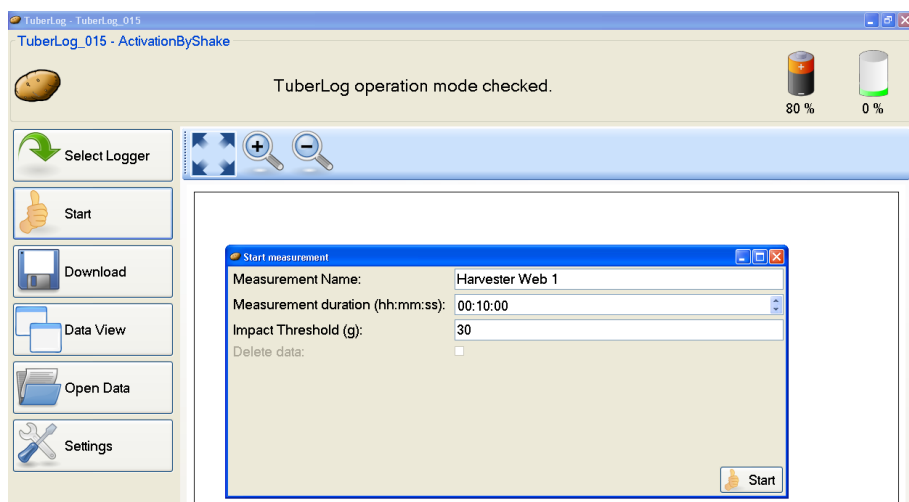 TuberLog - TuberLog_015
TuberLog_015 - ActivationByShake
TuberLog operation mode checked.
80 %
0 %
Select Logger
Start
Download
Data View
Open Data
Settings
Start measurement
Measurement Name:
Harvester Web 1
Measurement duration (hh:mm:ss):
00:10:00
Impact Threshold (g):
30
Delete data:
Start